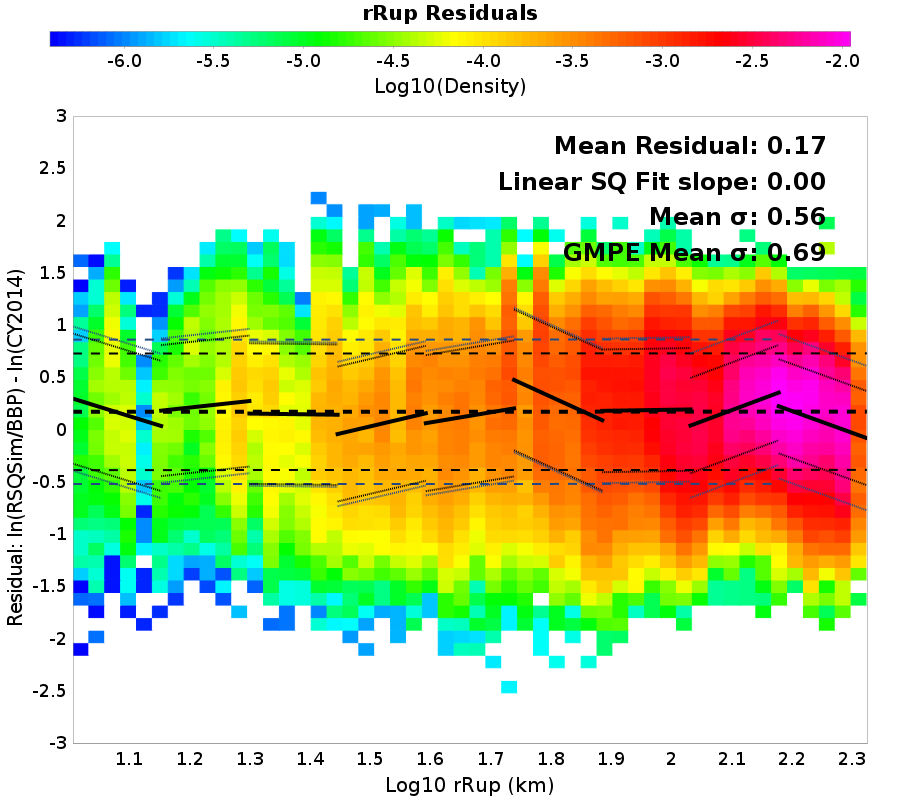 rRup Residuals
-6.0 -5.5 -5.0 -4.5 -4.0 -3.5 -3.0 -2.5 -2.0
Log10(Density)
Mean Residual: 0.17
Linear SQ Fit slope: 0.00
Mean σ: 0.56
GMPE Mean σ: 0.69
Residual: ln(RSQSim/BBP) - ln(CY2014)
3
2.5
2
1.5
1
0.5
0
-0.5
-1
-1.5
-2
-2.5
-3
1.1 1.2 1.3 1.4 1.5 1.6 1.7 1.8 1.9 2 2.1 2.2 2.3
Log10 rRup (km)